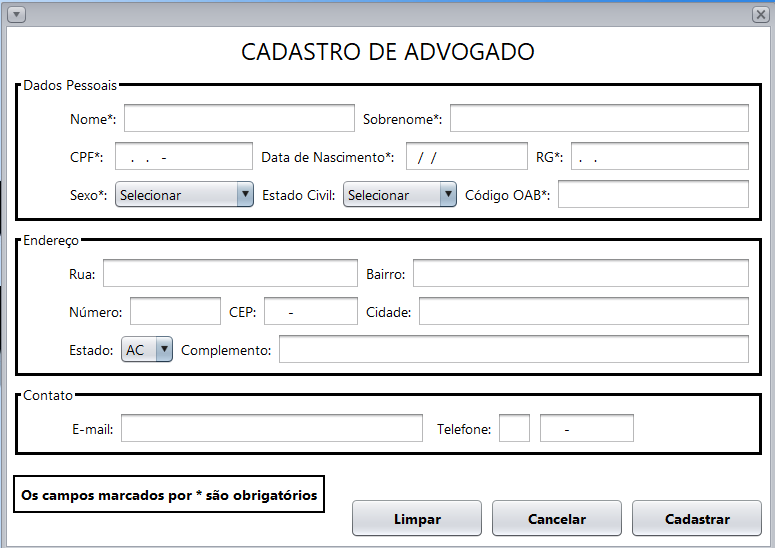 CADASTRO DE ADVOGADO
Dados Pessoais
Nome*: Sobrenome*:
CPF*: . . - Data de Nascimento*: / / RG*: . .
Sexo*: Selecionar Estado Civil: Selecionar Código OAB*:
Endereço
Rua: Bairro:
Número: CEP: - Cidade:
Estado: AC Complemento:
Contato
E-mail: Telefone: -
Os campos marcados por * são obrigatórios
Limpar Cancelar Cadastrar